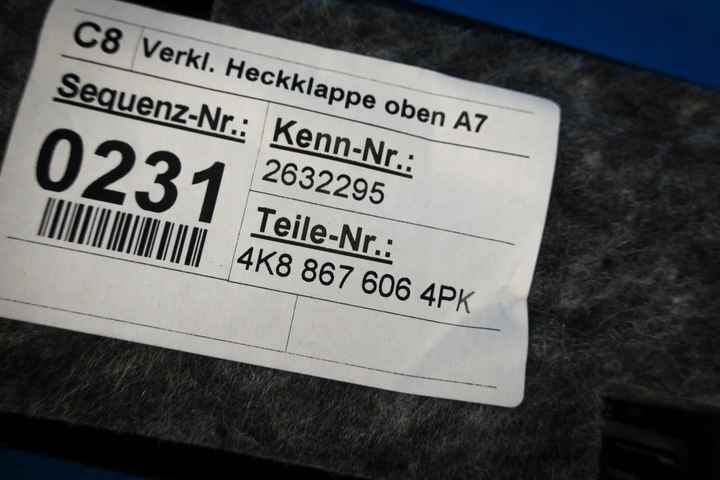 C8 Verkl. Heckklappe oben A7
Sequenz-Nr.:
0231
Kenn-Nr.:
2632295
Teile-Nr.:
4K8 867 606 4PK